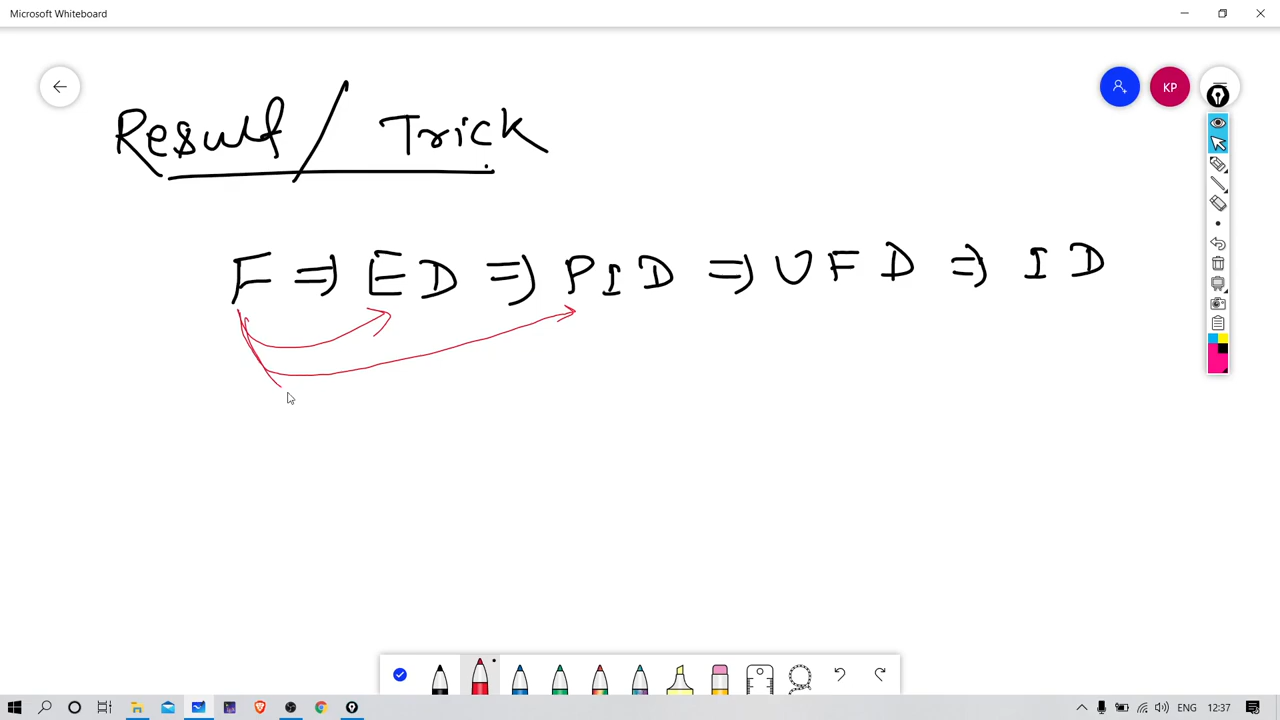 Microsoft Whiteboard
KP
Result / Trick
F ⇒ ED ⇒ PID ⇒ UFD ⇒ ID
ENG 12:37